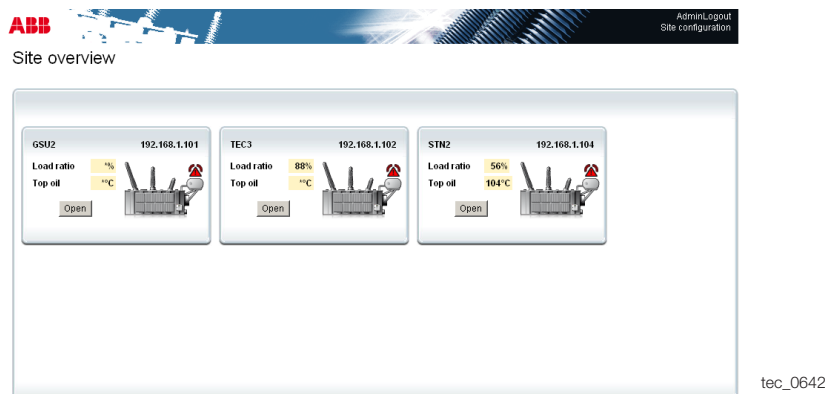 ABB
AdminLogout
Site configuration
Site overview
GSU2 192.168.1.101
Load ratio *%
Top oil *°C
Open
TEC3 192.168.1.102
Load ratio 88%
Top oil *°C
Open
STN2 192.168.1.104
Load ratio 56%
Top oil 104°C
Open
tec_0642